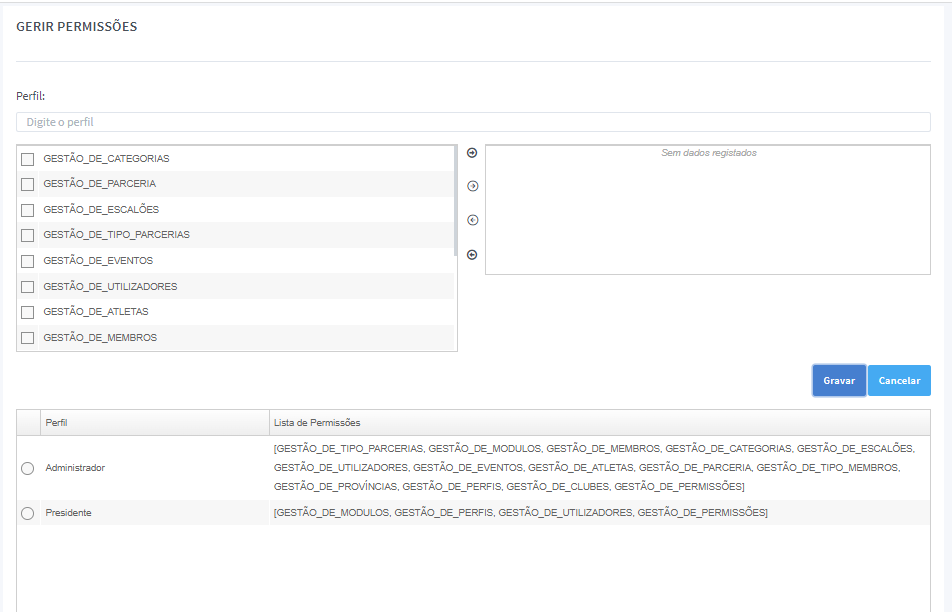 GERIR PERMISSÕES
Perfil:
Digite o perfil
GESTÃO_DE_CATEGORIAS
GESTÃO_DE_PARCERIA
GESTÃO_DE_ESCALÕES
GESTÃO_DE_TIPO_PARCERIAS
GESTÃO_DE_EVENTOS
GESTÃO_DE_UTILIZADORES
GESTÃO_DE_ATLETAS
GESTÃO_DE_MEMBROS
Sem dados registados
Gravar Cancelar
Perfil Lista de Permissões
[GESTÃO_DE_TIPO_PARCERIAS, GESTÃO_DE_MODULOS, GESTÃO_DE_MEMBROS, GESTÃO_DE_CATEGORIAS, GESTÃO_DE_ESCALÕES,
Administrador GESTÃO_DE_UTILIZADORES, GESTÃO_DE_EVENTOS, GESTÃO_DE_ATLETAS, GESTÃO_DE_PARCERIA, GESTÃO_DE_TIPO_MEMBROS,
GESTÃO_DE_PROVÍNCIAS, GESTÃO_DE_PERFIS, GESTÃO_DE_CLUBES, GESTÃO_DE_PERMISSÕES]
Presidente [GESTÃO_DE_MODULOS, GESTÃO_DE_PERFIS, GESTÃO_DE_UTILIZADORES, GESTÃO_DE_PERMISSÕES]